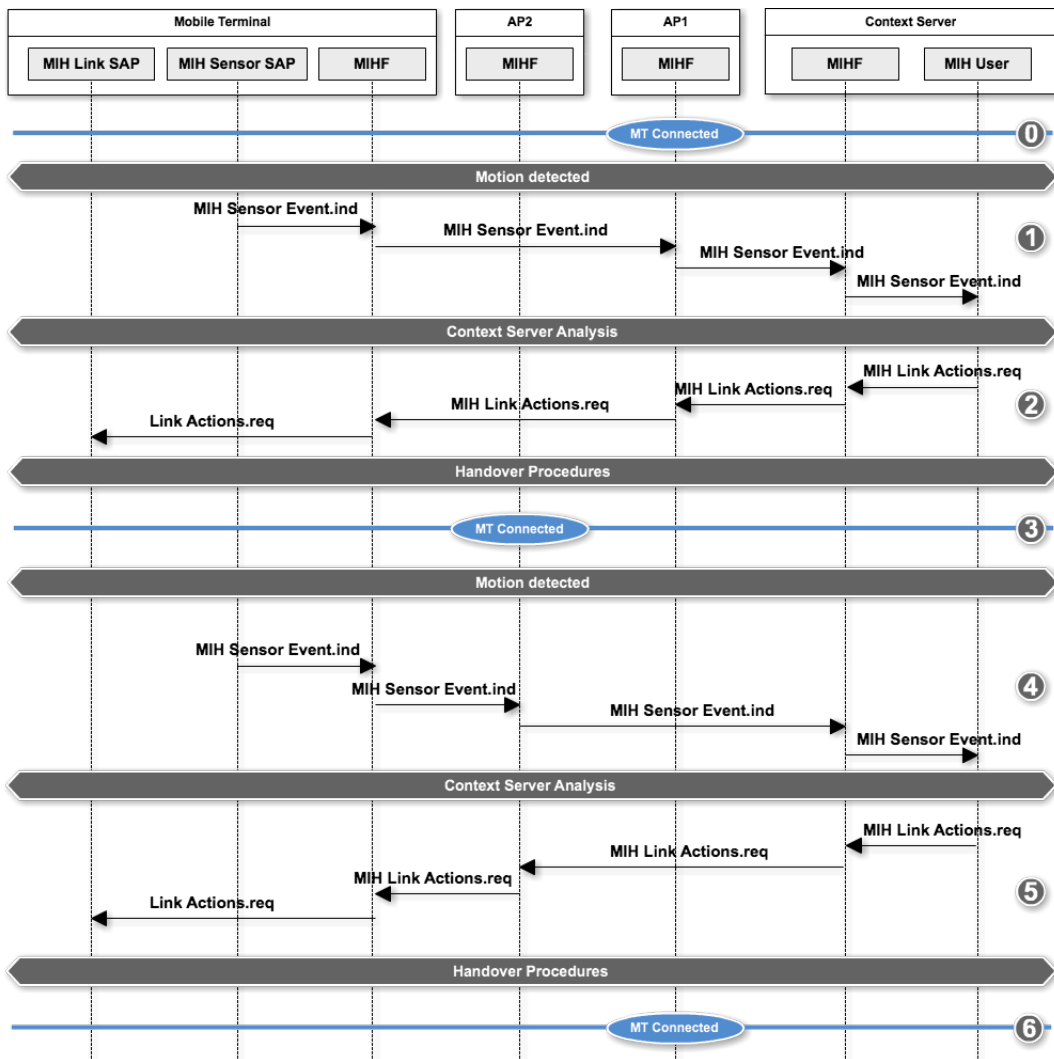 Mobile Terminal
AP2
AP1
Context Server
MIH Link SAP
MIH Sensor SAP
MIHF
MIHF
MIHF
MIHF
MIH User
MT Connected
0
Motion detected
MIH Sensor Event.ind
MIH Sensor Event.ind
MIH Sensor Event.ind
MIH Sensor Event.ind
1
Context Server Analysis
MIH Link Actions.req
MIH Link Actions.req
MIH Link Actions.req
Link Actions.req
2
Handover Procedures
MT Connected
3
Motion detected
MIH Sensor Event.ind
MIH Sensor Event.ind
MIH Sensor Event.ind
MIH Sensor Event.ind
4
Context Server Analysis
MIH Link Actions.req
MIH Link Actions.req
MIH Link Actions.req
Link Actions.req
5
Handover Procedures
MT Connected
6